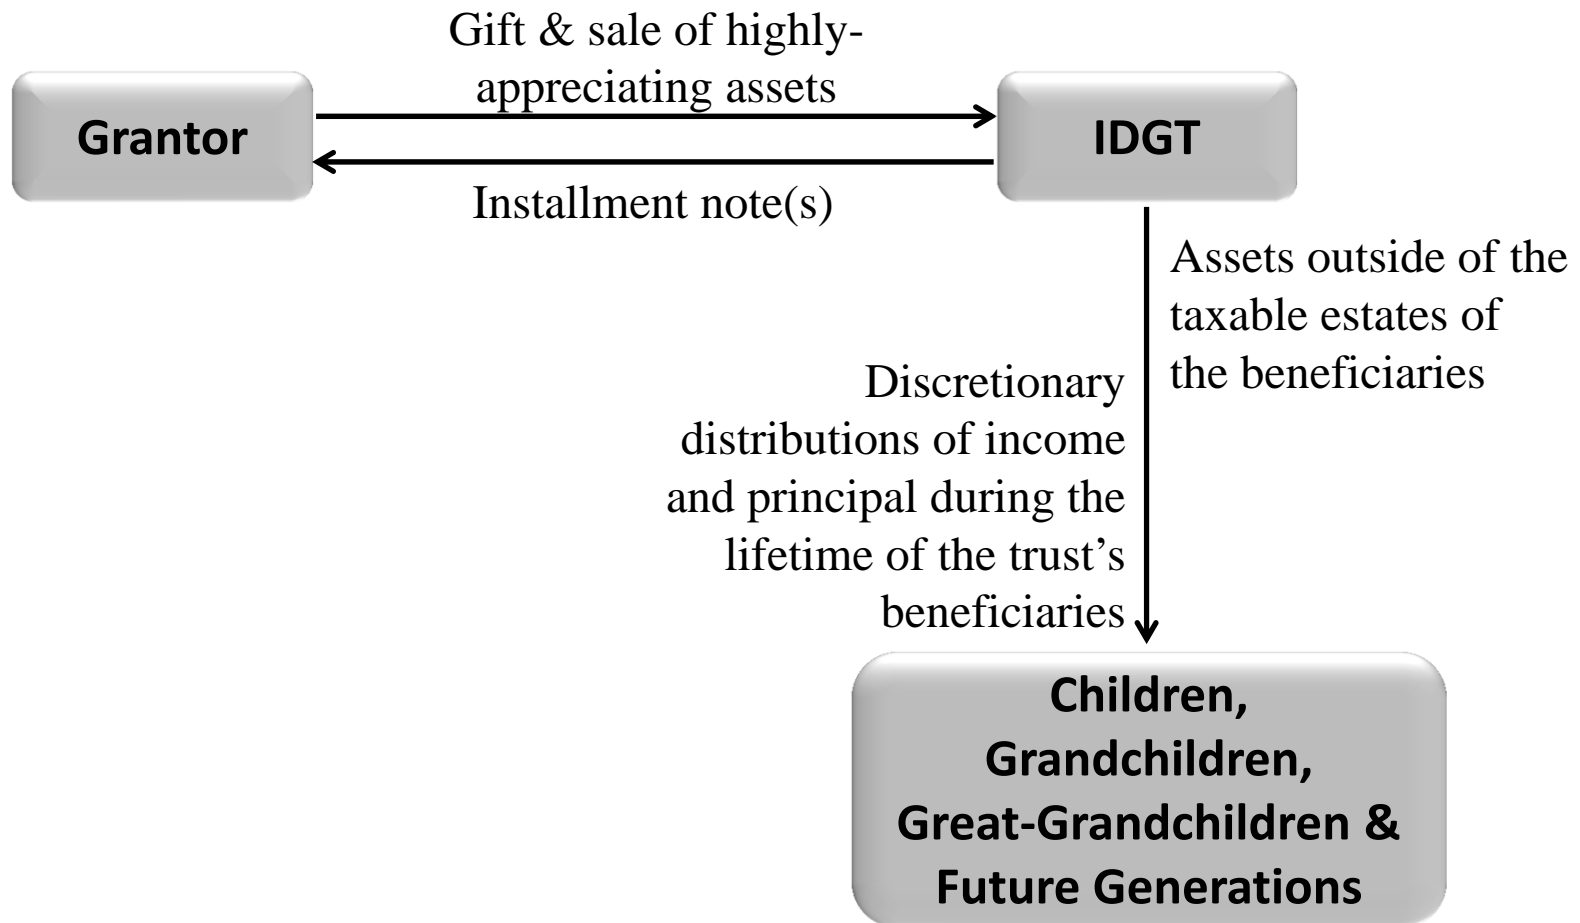 Gift & sale of highly-
appreciating assets
Grantor
IDGT
Installment note(s)
Assets outside of the
taxable estates of
the beneficiaries
Discretionary
distributions of income
and principal during the
lifetime of the trust’s
beneficiaries
Children,
Grandchildren,
Great-Grandchildren &
Future Generations